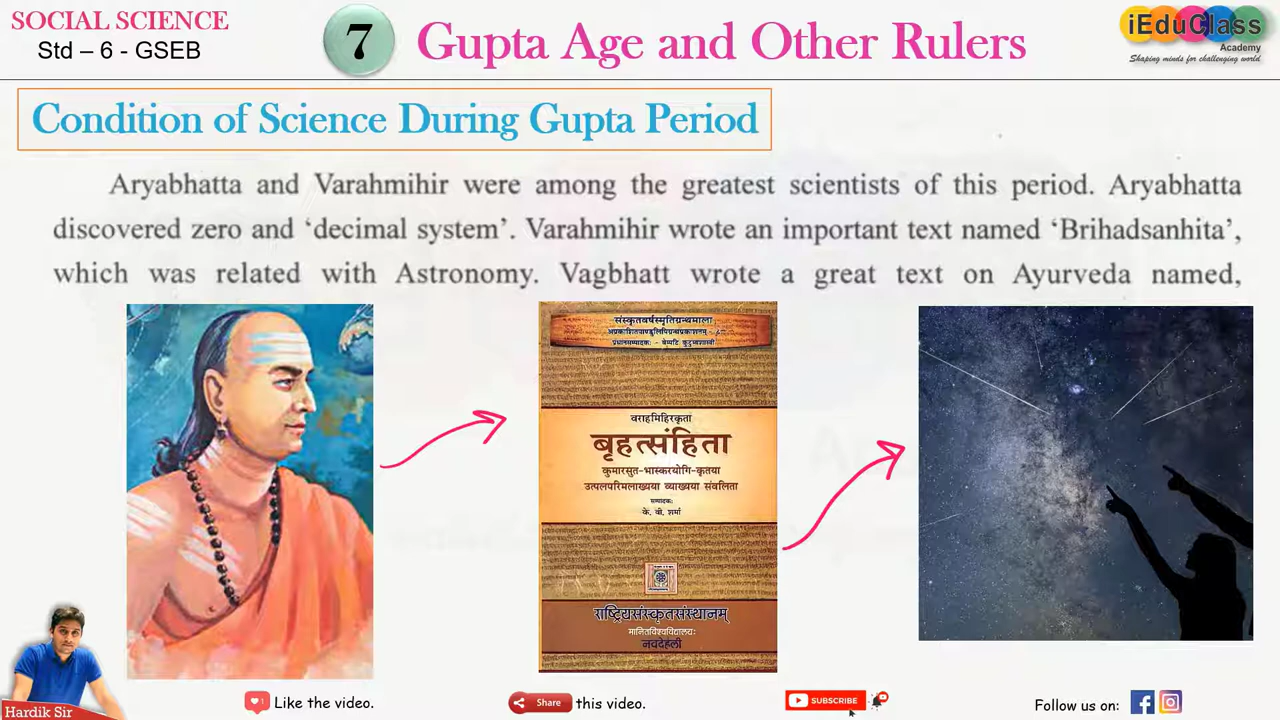 SOCIAL SCIENCE
Std – 6 - GSEB
7
Gupta Age and Other Rulers
iEduClass
Academy
Shaping minds for challenging world
Condition of Science During Gupta Period
Aryabhatta and Varahmihir were among the greatest scientists of this period. Aryabhatta
discovered zero and ‘decimal system’. Varahmihir wrote an important text named ‘Brihadsanhita’,
which was related with Astronomy. Vagbhatt wrote a great text on Ayurveda named,
संस्कृतवर्षस्मृतिग्रन्थमाला
वराहमिहिरकृता
बृहत्संहिता
कुमारसुत-भास्करयोगि-कृतया
उत्पलपरिमलाख्यया व्याख्यया संवलिता
सम्पादकः
के. वी. शर्मा
राष्ट्रियसंस्कृतसंस्थानम्
मानितविश्वविद्यालयः
नवदेहली
Hardik Sir
1
Like the video.
Share this video.
SUBSCRIBE
Follow us on: